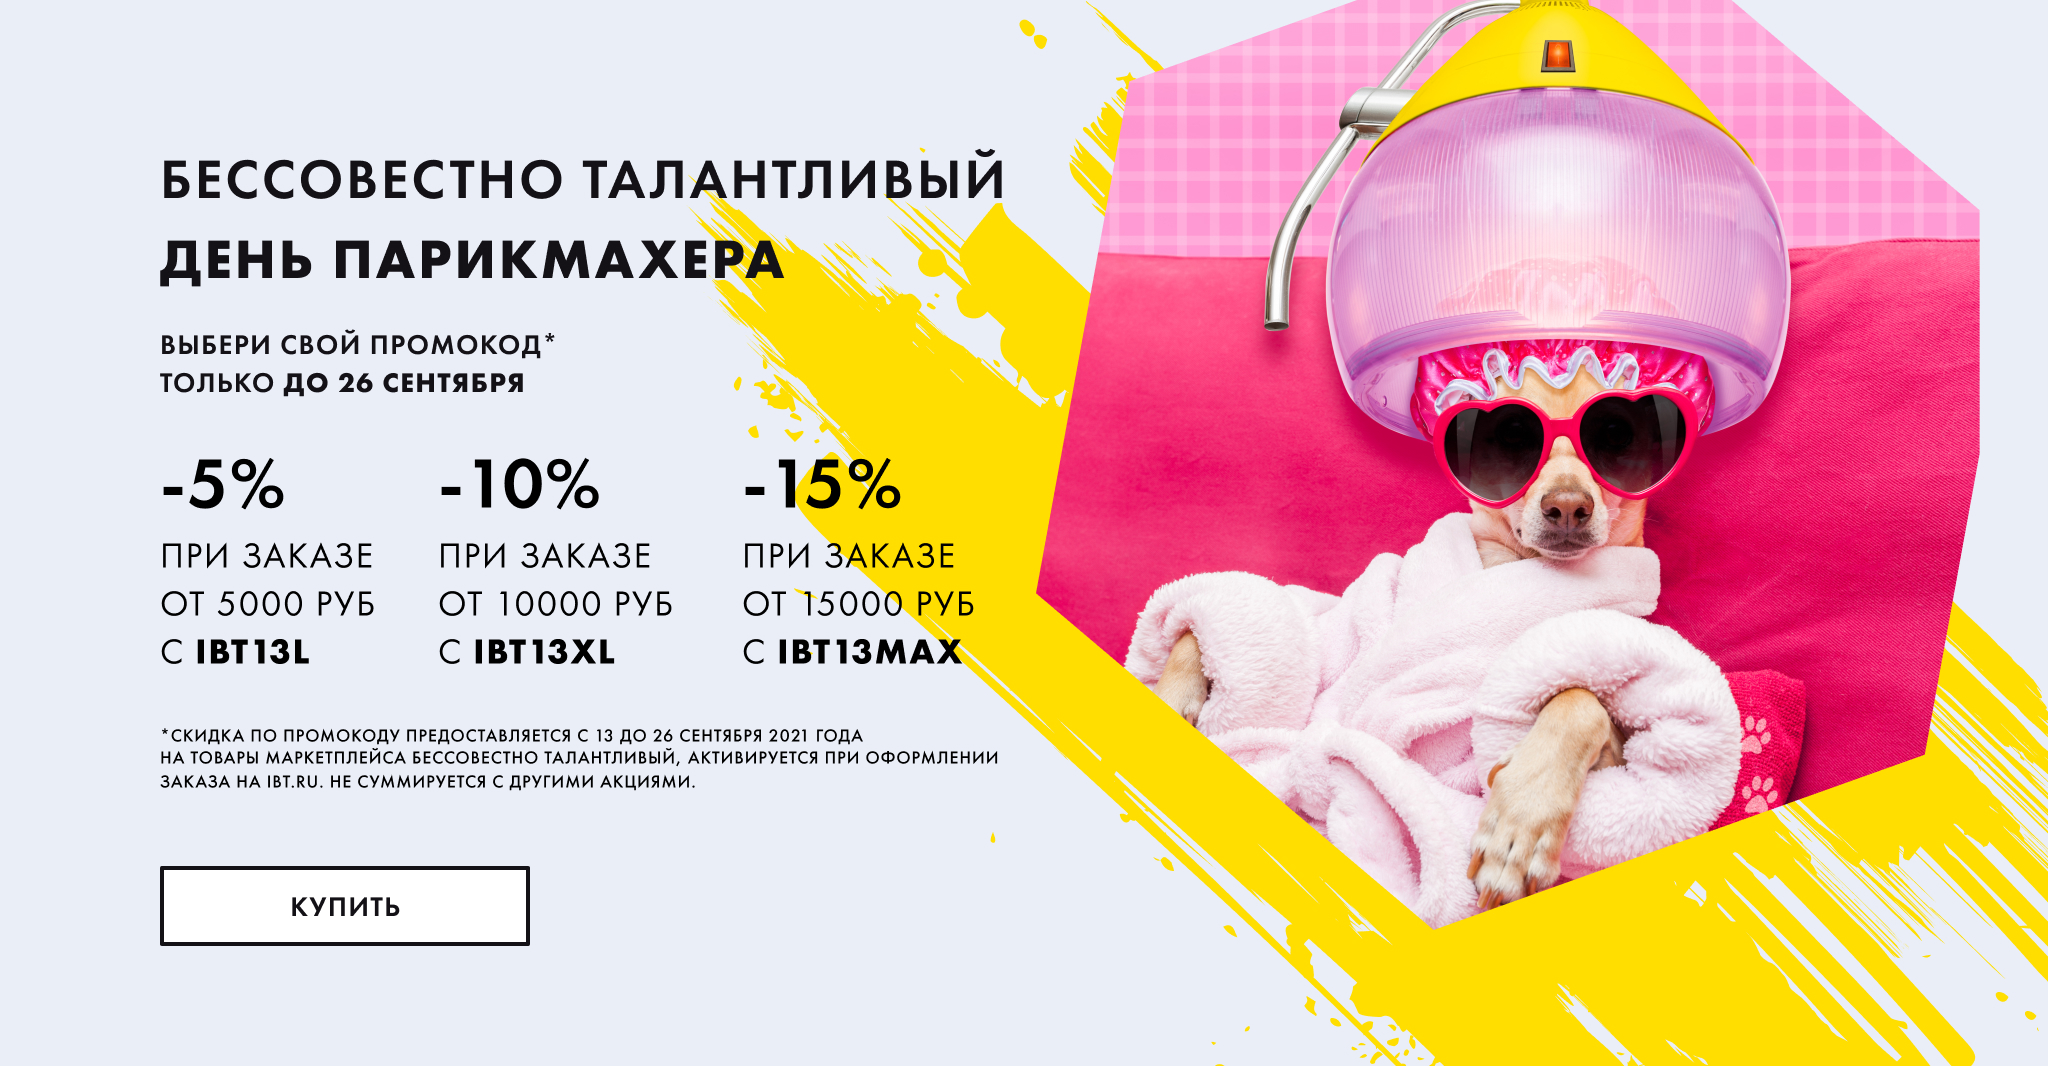 БЕССОВЕСТНО ТАЛАНТЛИВЫЙ
ДЕНЬ ПАРИКМАХЕРА
ВЫБЕРИ СВОЙ ПРОМОКОД*
ТОЛЬКО ДО 26 СЕНТЯБРЯ
-5%
ПРИ ЗАКАЗЕ
ОТ 5000 РУБ
С IBT13L
-10%
ПРИ ЗАКАЗЕ
ОТ 10000 РУБ
С IBT13XL
-15%
ПРИ ЗАКАЗЕ
ОТ 15000 РУБ
С IBT13MAX
*СКИДКА ПО ПРОМОКОДУ ПРЕДОСТАВЛЯЕТСЯ С 13 ДО 26 СЕНТЯБРЯ 2021 ГОДА
НА ТОВАРЫ МАРКЕТПЛЕЙСА БЕССОВЕСТНО ТАЛАНТЛИВЫЙ, АКТИВИРУЕТСЯ ПРИ ОФОРМЛЕНИИ
ЗАКАЗА НА IBT.RU. НЕ СУММИРУЕТСЯ С ДРУГИМИ АКЦИЯМИ.
КУПИТЬ